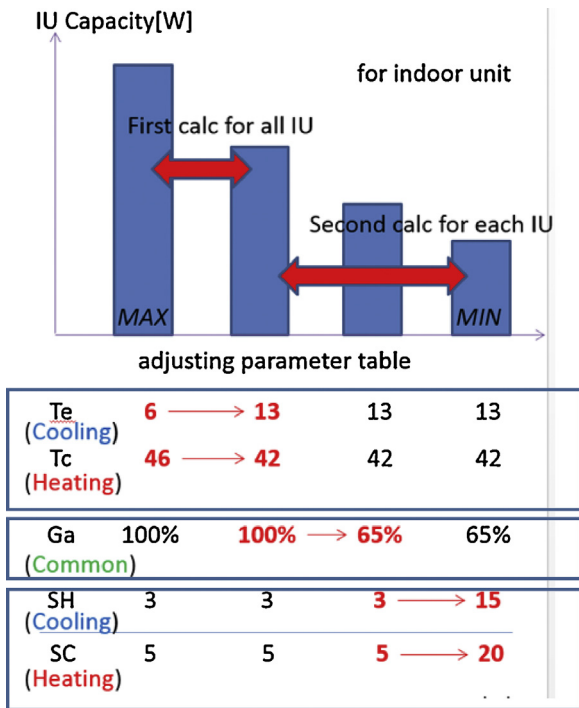 IU Capacity[W]
for indoor unit
First calc for all IU
Second calc for each IU
MAX
MIN
adjusting parameter table
Te 6 → 13 13 13
(Cooling)
Tc 46 → 42 42 42
(Heating)
Ga 100% 100% → 65% 65%
(Common)
SH 3 3 3 → 15
(Cooling)
SC 5 5 5 → 20
(Heating)